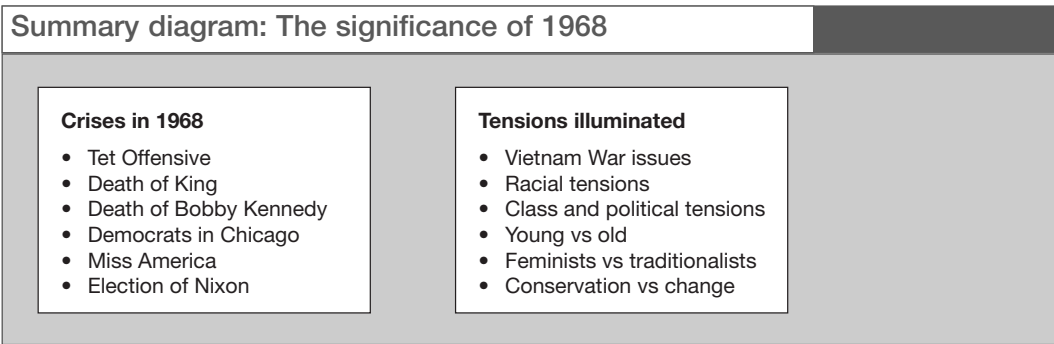 Summary diagram: The significance of 1968
Crises in 1968
• Tet Offensive
• Death of King
• Death of Bobby Kennedy
• Democrats in Chicago
• Miss America
• Election of Nixon
Tensions illuminated
• Vietnam War issues
• Racial tensions
• Class and political tensions
• Young vs old
• Feminists vs traditionalists
• Conservation vs change